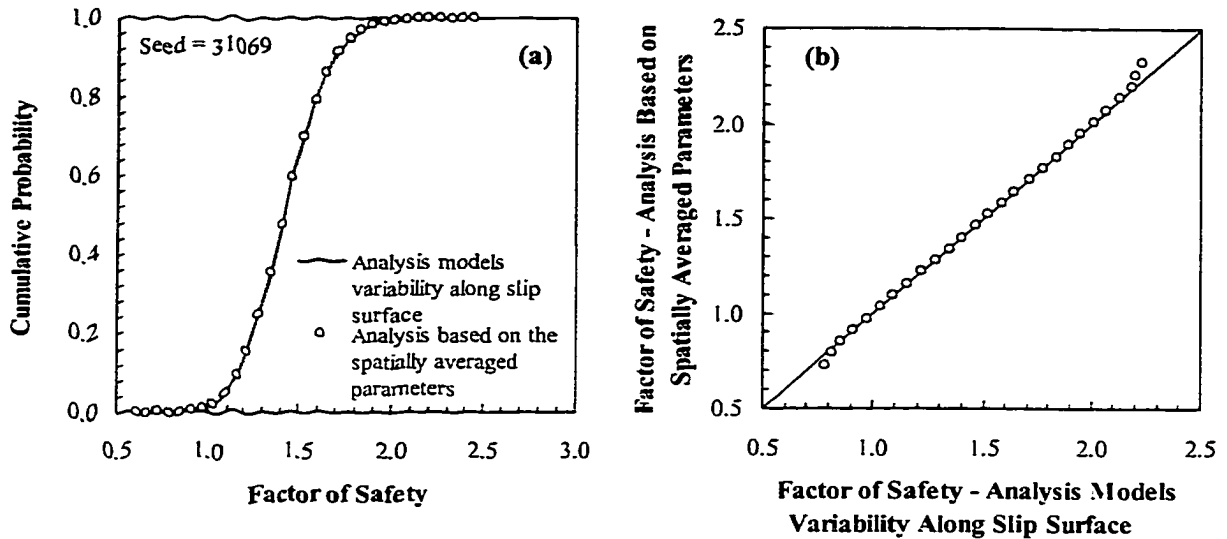 Seed = 31069
(a)
Cumulative Probability
1.0
0.8
0.6
0.4
0.2
0.0
Analysis models
variability along slip
surface
Analysis based on the
spatially averaged
parameters
0.5 1.0 1.5 2.0 2.5 3.0
Factor of Safety
(b)
Factor of Safety - Analysis Based on
Spatially Averaged Parameters
2.5
2.0
1.5
1.0
0.5
0.5 1.0 1.5 2.0 2.5
Factor of Safety - Analysis Models
Variability Along Slip Surface